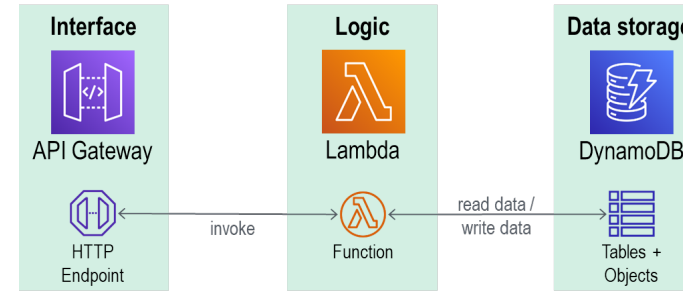 Interface
Logic
Data storage
</>
API Gateway
Lambda
DynamoDB
invoke
read data /
write data
HTTP
Endpoint
Function
Tables +
Objects